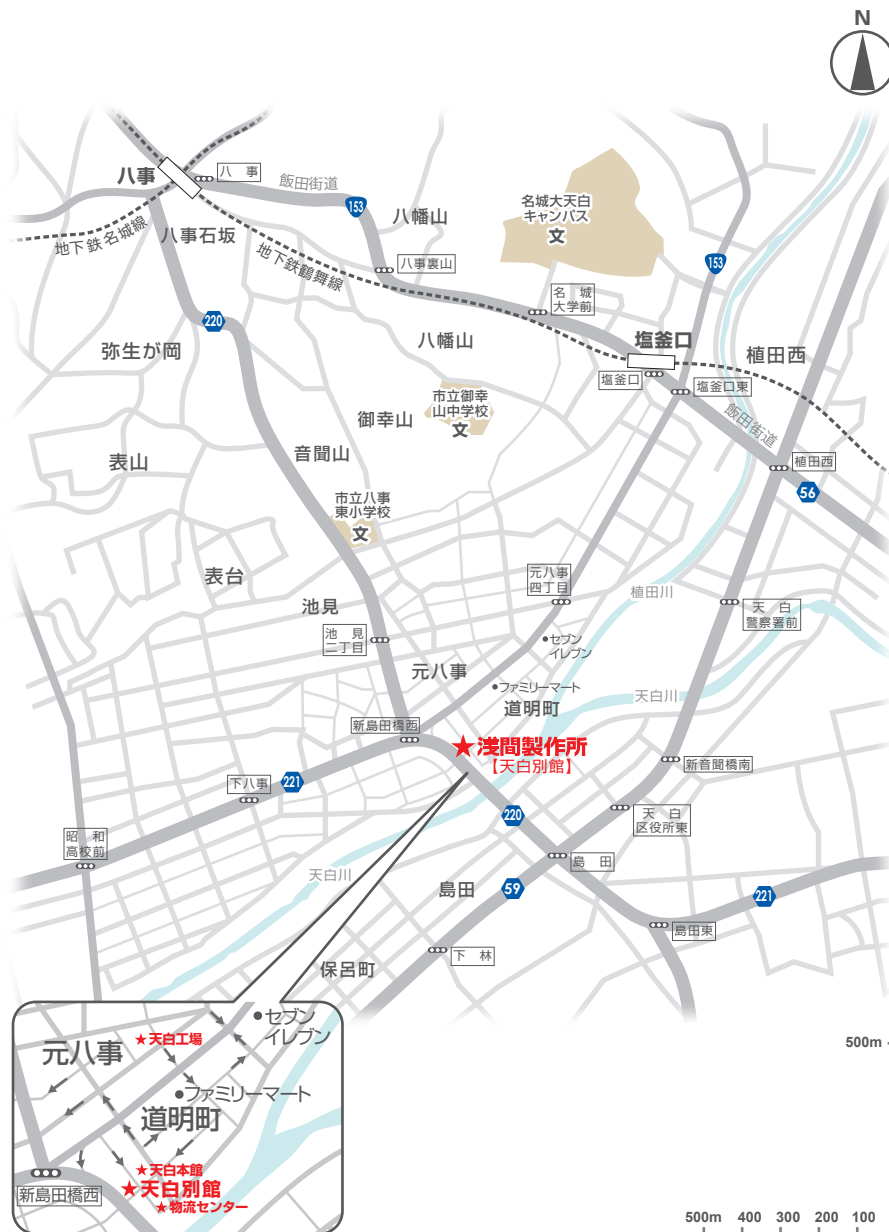 N
八事
八 事
飯田街道
153
八幡山
名城大天白
キャンパス
文
地下鉄名城線
八事石坂
地下鉄鶴舞線
八事裏山
153
名 城
大学前
220
弥生が岡
八幡山
塩釜口
植田西
塩釜口
塩釜口東
市立御幸
山中学校
文
御幸山
飯田街道
音聞山
表山
植田西
56
市立八事
東小学校
文
表台
元八事
四丁目
植田川
池見
天 白
警察署前
池 見
二丁目
セブン
イレブン
元八事
ファミリーマート
天白川
道明町
新島田橋西
★浅間製作所
【天白別館】
新音聞橋南
221
下八事
220
天 白
区役所東
昭 和
高校前
島 田
天白川
島田
59
221
島田東
下 林
保呂町
セブン
イレブン
★天白工場
元八事
500m
ファミリーマート
道明町
★天白本館
★天白別館
新島田橋西
★物流センター
500m 400 300 200 100